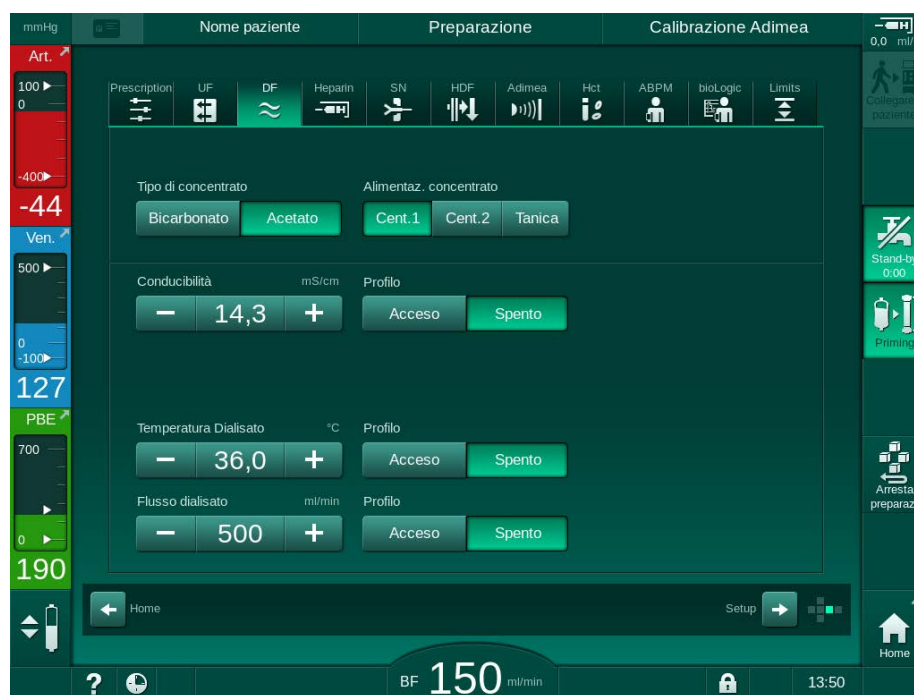 mmHg
Nome paziente
Preparazione
Calibrazione Adimea
0,0 ml/
Art.
100
0
-400
-44
Ven.
500
0
-100
127
PBE
700
0
190
Prescription
UF
DF
Heparin
SN
HDF
Adimea
Hct
ABPM
bioLogic
Limits
Tipo di concentrato
Alimentaz. concentrato
Bicarbonato
Acetato
Cent.1
Cent.2
Tanica
Conducibilità
mS/cm
Profilo
14,3
Acceso
Spento
Temperatura Dialisato
°C
Profilo
36,0
Acceso
Spento
Flusso dialisato
ml/min
Profilo
500
Acceso
Spento
Home
Setup
Collegare
paziente
Stand-by
0:00
Priming
Arresta
preparaz
Home
?
BF 150 ml/min
13:50